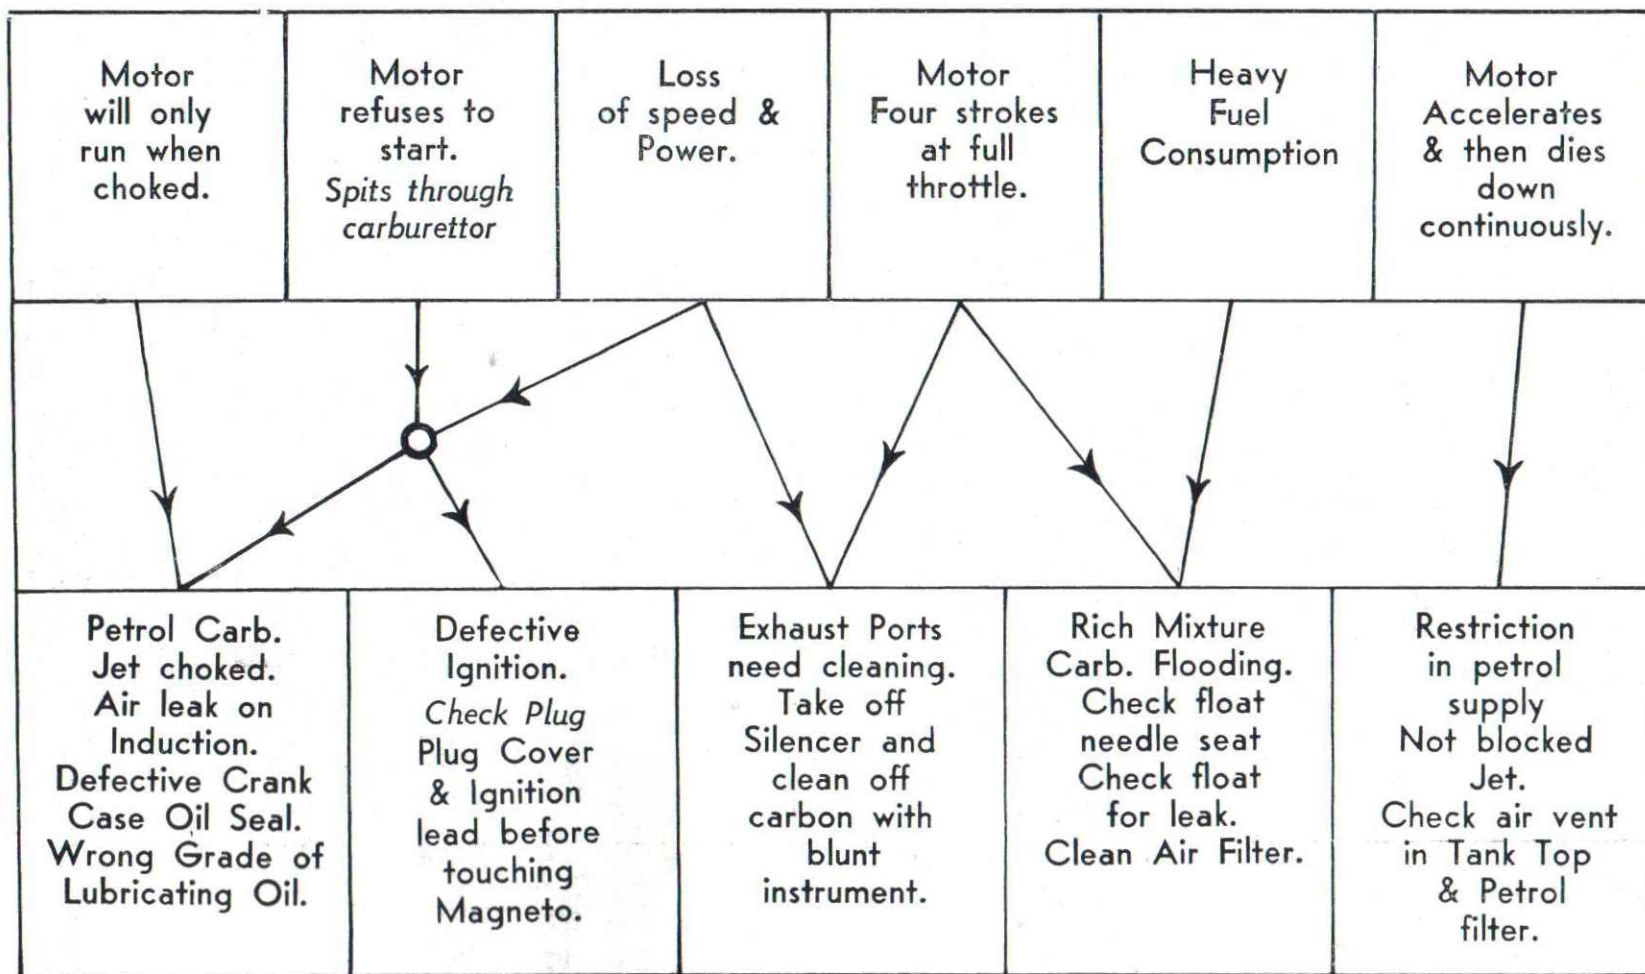 Motor
will only
run when
choked.
Motor
refuses to
start.
Spits through
carburettor
Loss
of speed &
Power.
Motor
Four strokes
at full
throttle.
Heavy
Fuel
Consumption
Motor
Accelerates
& then dies
down
continuously.
Petrol Carb.
Jet choked.
Air leak on
Induction.
Defective Crank
Case Oil Seal.
Wrong Grade of
Lubricating Oil.
Defective
Ignition.
Check Plug
Plug Cover
& Ignition
lead before
touching
Magneto.
Exhaust Ports
need cleaning.
Take off
Silencer and
clean off
carbon with
blunt
instrument.
Rich Mixture
Carb. Flooding.
Check float
needle seat
Check float
for leak.
Clean Air Filter.
Restriction
in petrol
supply
Not blocked
Jet.
Check air vent
in Tank Top
& Petrol
filter.